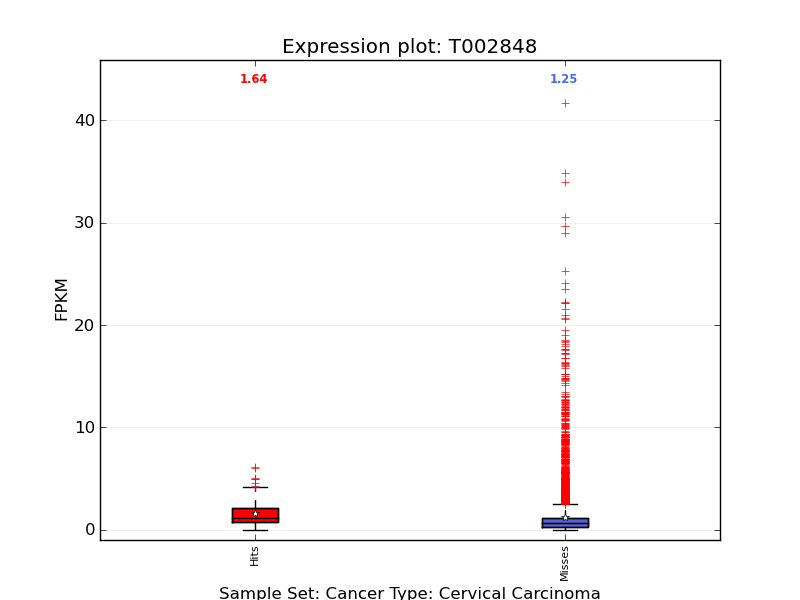 Expression plot: T002848
1.64
1.25
FPKM
40
30
20
10
0
Hits
Misses
Sample Set: Cancer Type: Cervical Carcinoma